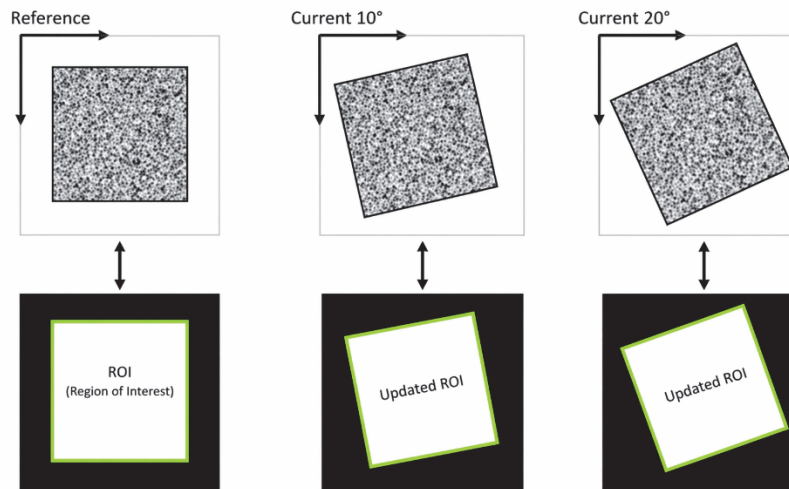 Reference
Current 10°
Current 20°
ROI
(Region of Interest)
Updated ROI
Updated ROI